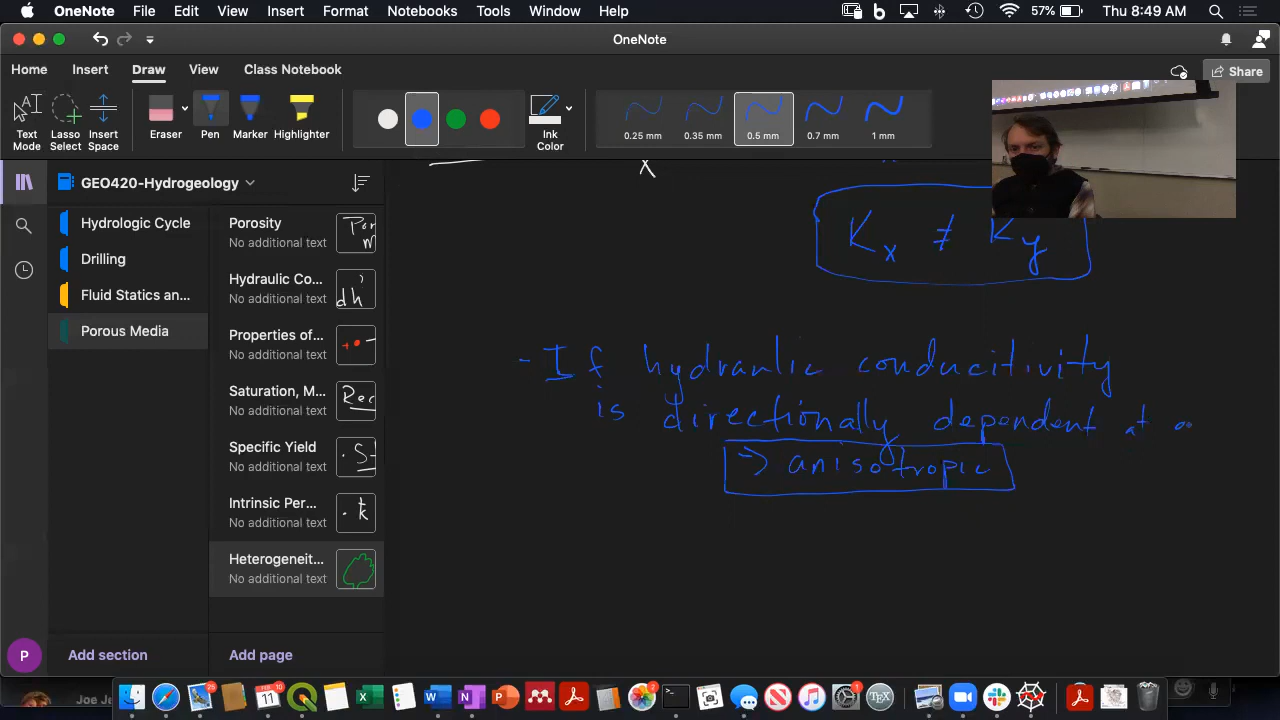 OneNote File Edit View Insert Format Notebooks Tools Window Help 57% Thu 8:49 AM
OneNote
Home Insert Draw View Class Notebook Share
Text Mode Lasso Select Insert Space Eraser Pen Marker Highlighter Ink Color 0.25 mm 0.35 mm 0.5 mm 0.7 mm 1 mm
GEO420-Hydrogeology
Hydrologic Cycle
Drilling
Fluid Statics an...
Porous Media
Porosity
No additional text
Hydraulic Co...
No additional text
dh
Properties of...
No additional text
Saturation, M...
No additional text
Rec
Specific Yield
No additional text
Intrinsic Per...
No additional text
k
Heterogeneit...
No additional text
x
Kx ≠ Ky
- If hydraulic conducitivity
is directionally dependent at
→ anisotropic
P Add section Add page
Joe Je